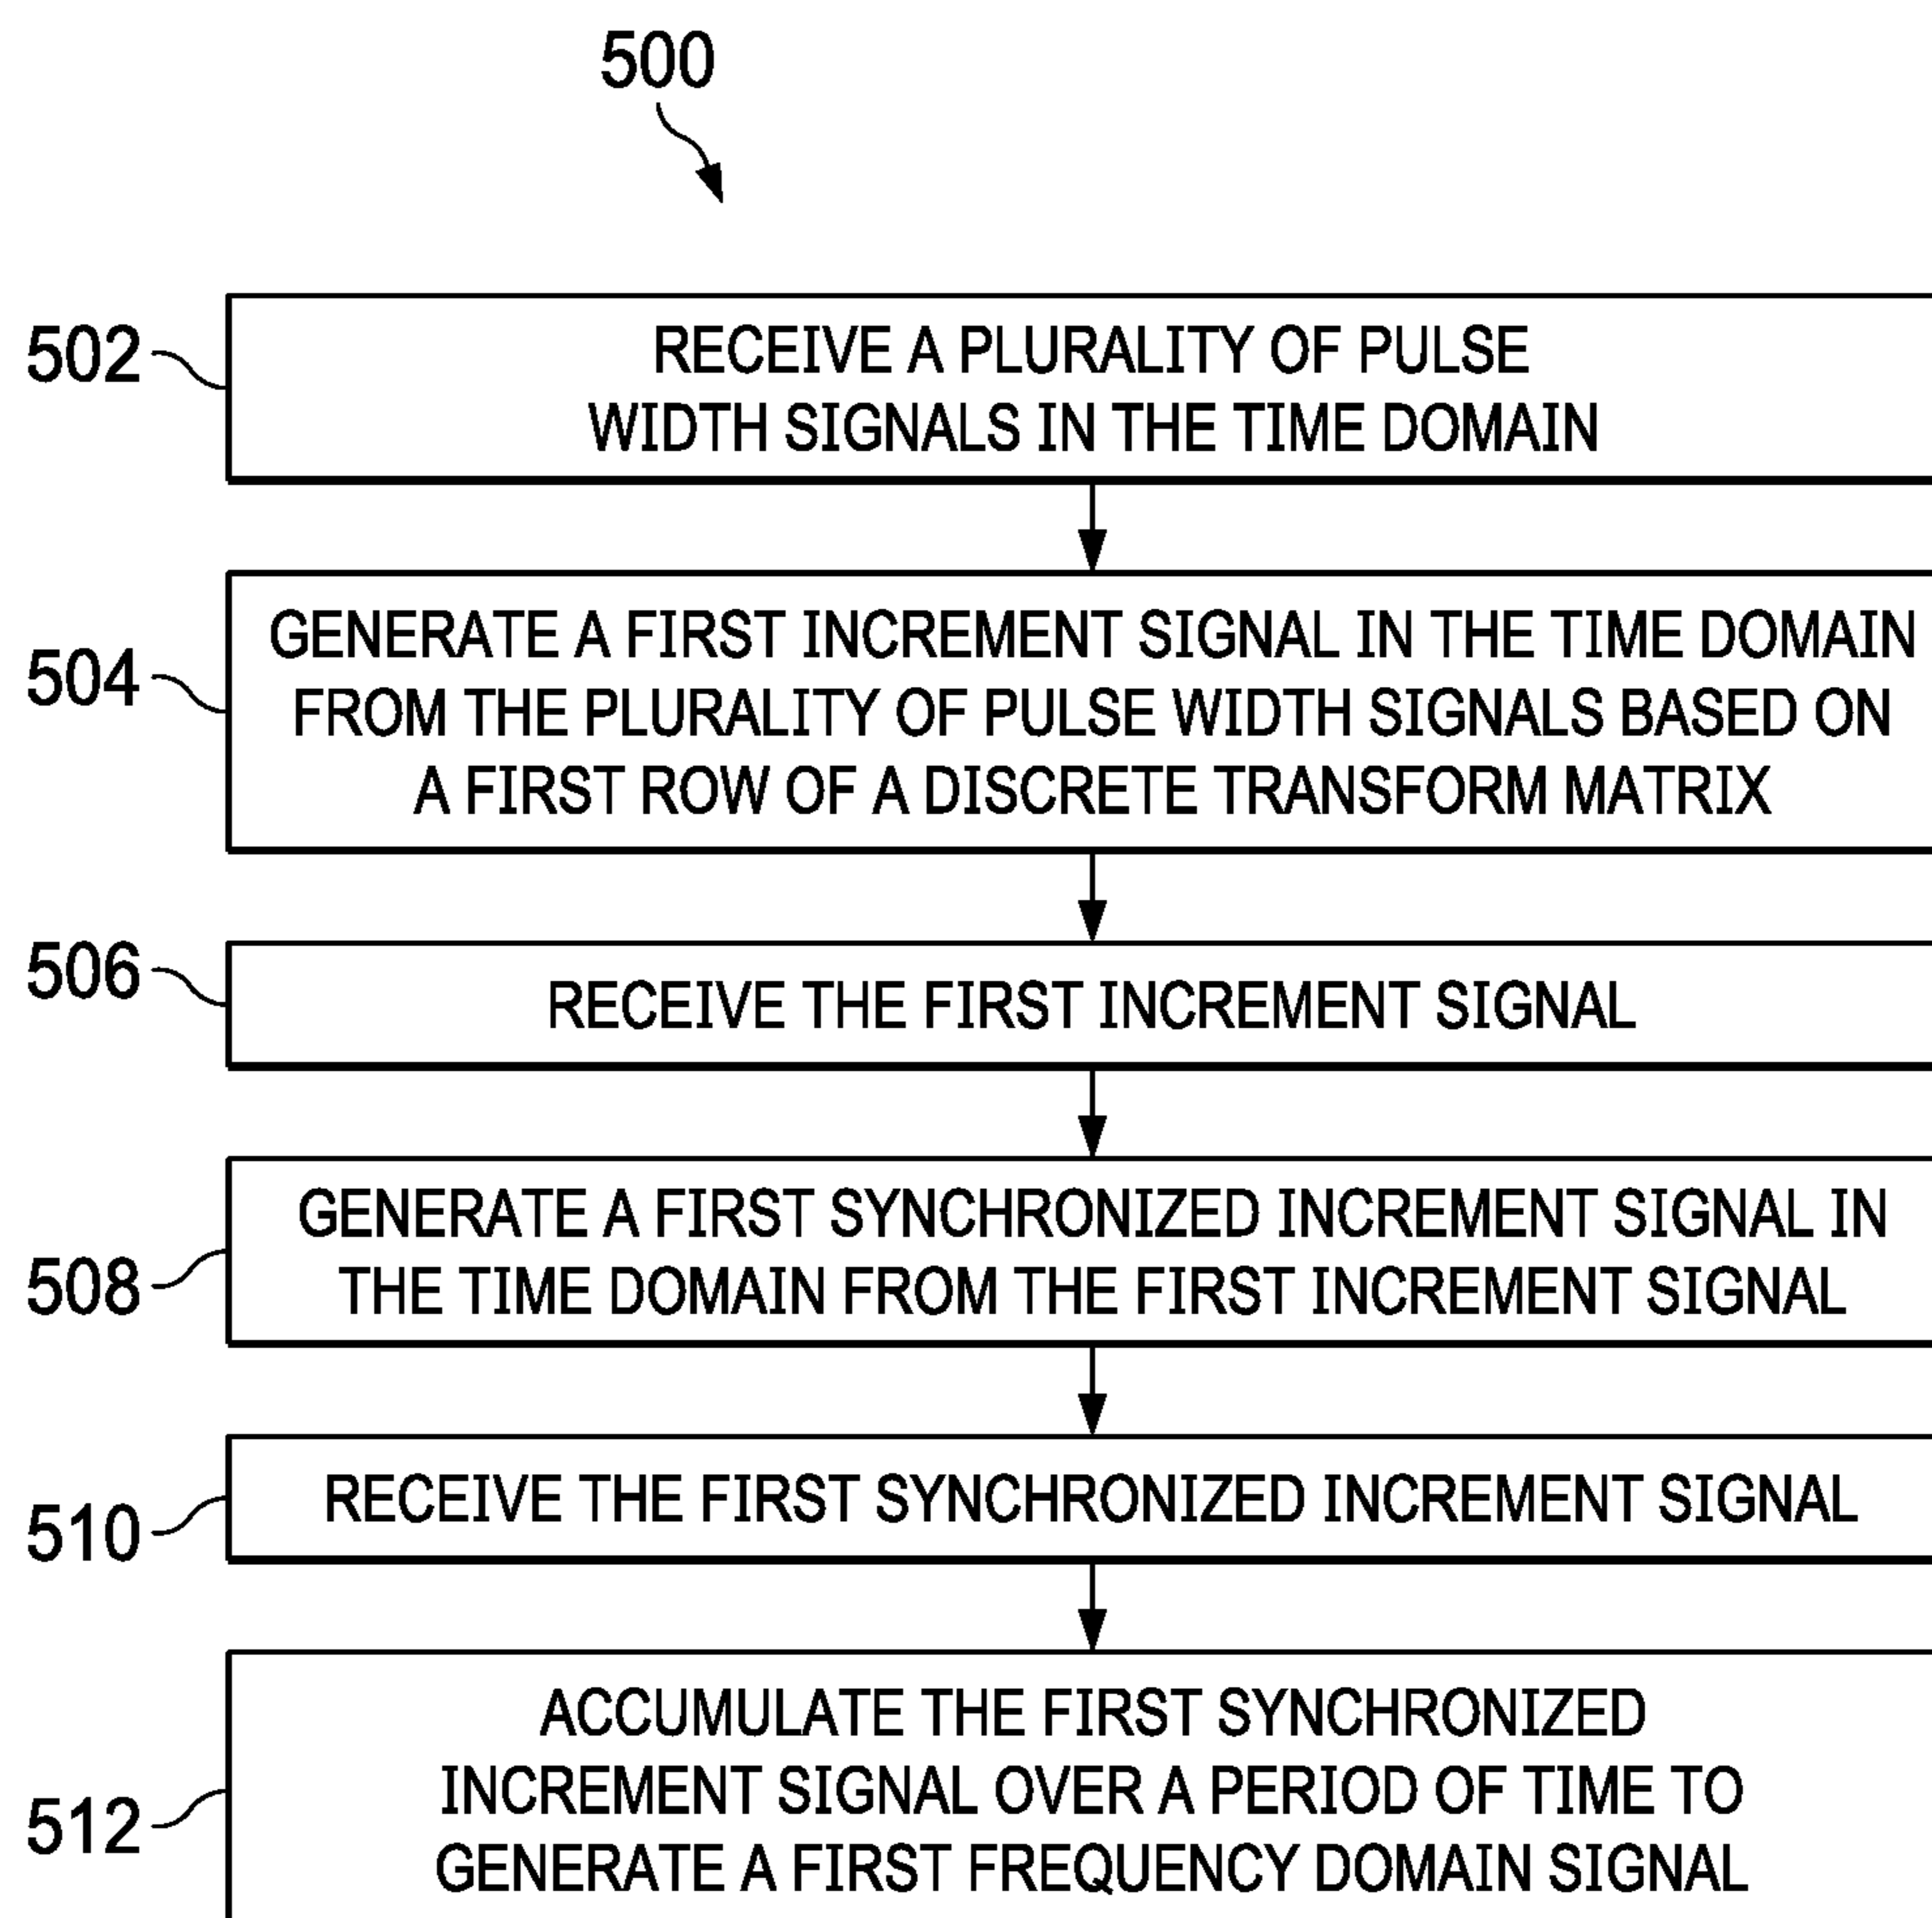 500
502
RECEIVE A PLURALITY OF PULSE
WIDTH SIGNALS IN THE TIME DOMAIN
504
GENERATE A FIRST INCREMENT SIGNAL IN THE TIME DOMAIN
FROM THE PLURALITY OF PULSE WIDTH SIGNALS BASED ON
A FIRST ROW OF A DISCRETE TRANSFORM MATRIX
506
RECEIVE THE FIRST INCREMENT SIGNAL
508
GENERATE A FIRST SYNCHRONIZED INCREMENT SIGNAL IN
THE TIME DOMAIN FROM THE FIRST INCREMENT SIGNAL
510
RECEIVE THE FIRST SYNCHRONIZED INCREMENT SIGNAL
512
ACCUMULATE THE FIRST SYNCHRONIZED
INCREMENT SIGNAL OVER A PERIOD OF TIME TO
GENERATE A FIRST FREQUENCY DOMAIN SIGNAL